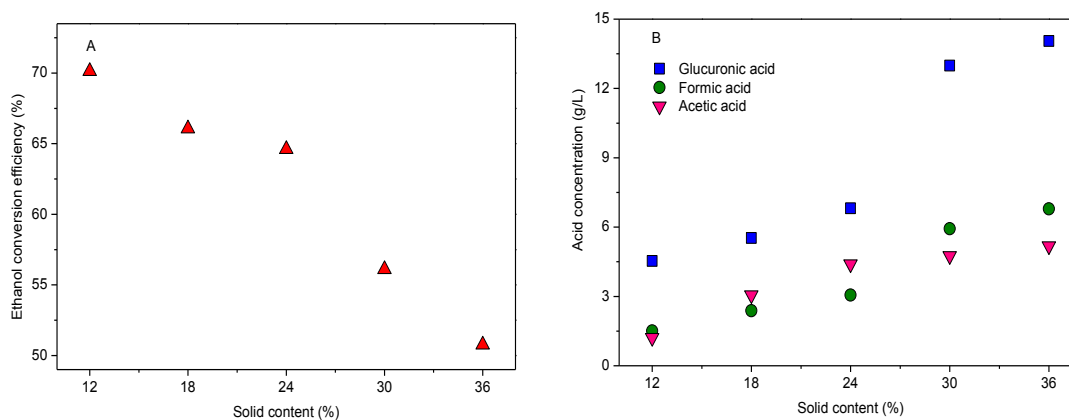 A
Ethanol conversion efficiency (%)
70
65
60
55
50
12 18 24 30 36
Solid content (%)
B
Glucuronic acid
Formic acid
Acetic acid
Acid concentration (g/L)
15
12
9
6
3
0
12 18 24 30 36
Solid content (%)